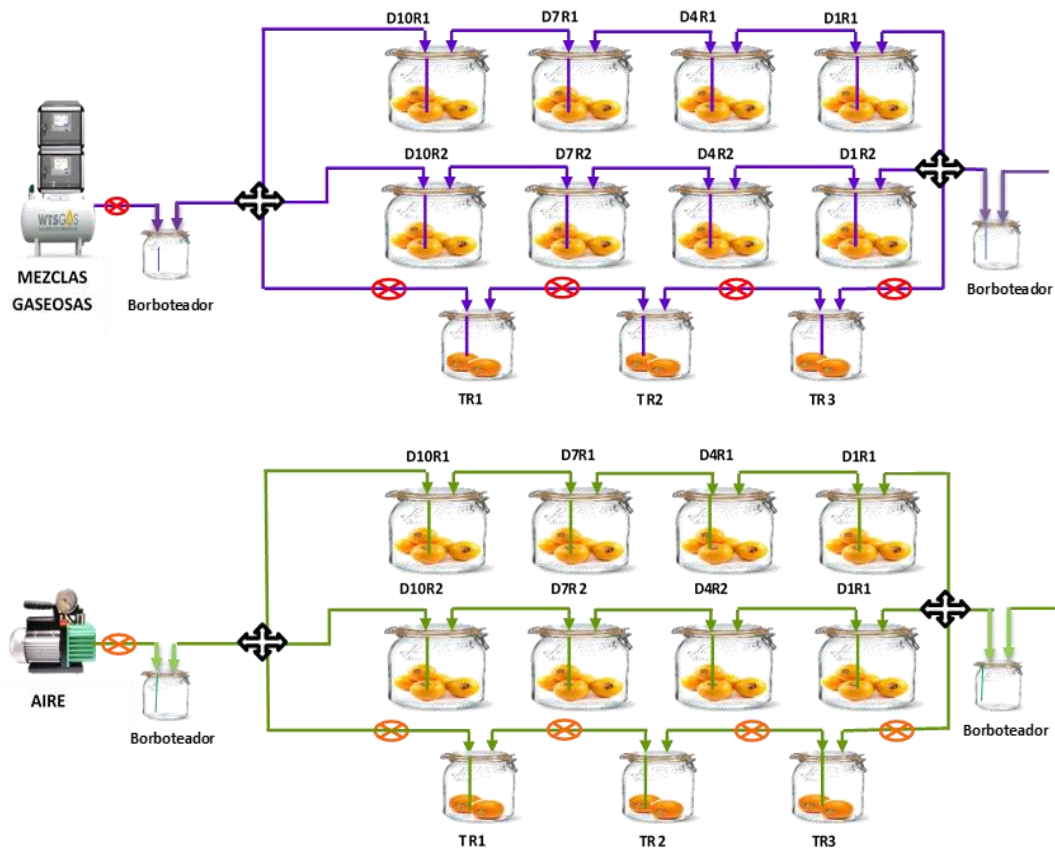 D10R1 D7R1 D4R1 D1R1
D10R2 D7R2 D4R2 D1R2
WTSGAS
MEZCLAS
GASEOSAS
Borboteador
Borboteador
TR1 TR2 TR3
D10R1 D7R1 D4R1 D1R1
D10R2 D7R2 D4R2 D1R1
AIRE
Borboteador
Borboteador
TR1 TR2 TR3